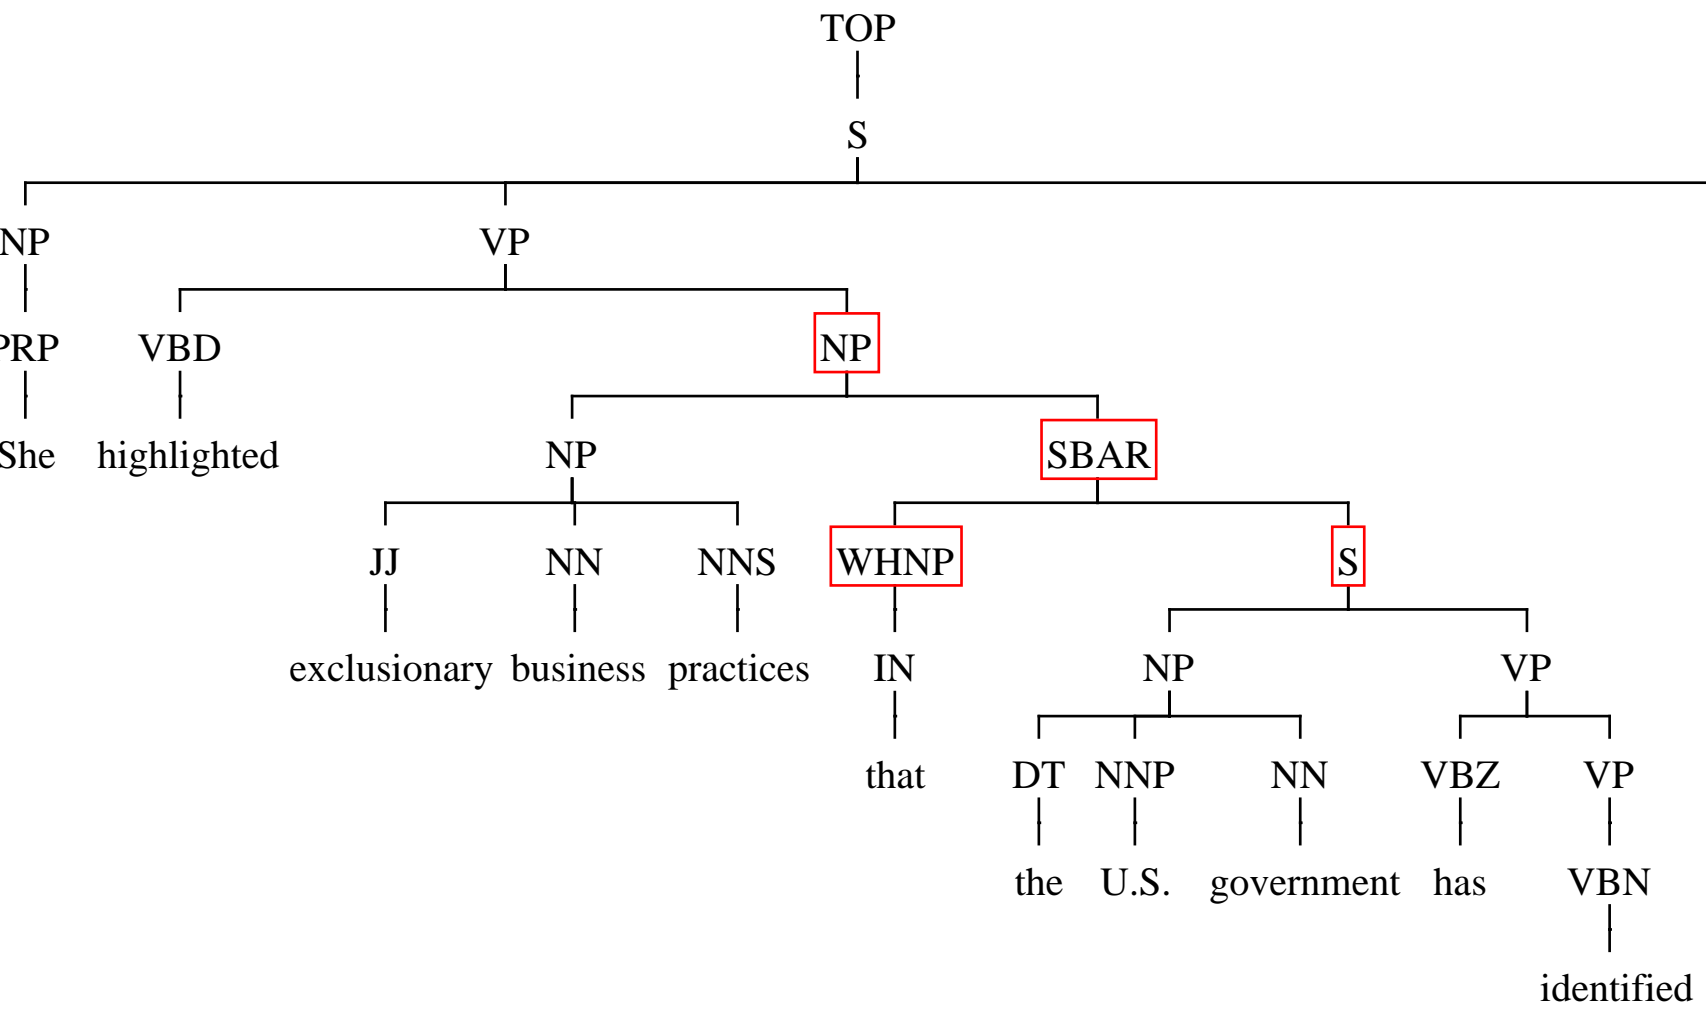 TOP
S
NP VP
PRP VBD NP
She highlighted NP SBAR
JJ NN NNS WHNP S
exclusionary business practices IN NP VP
that DT NNP NN VBZ VP
the U.S. government has VBN
identified